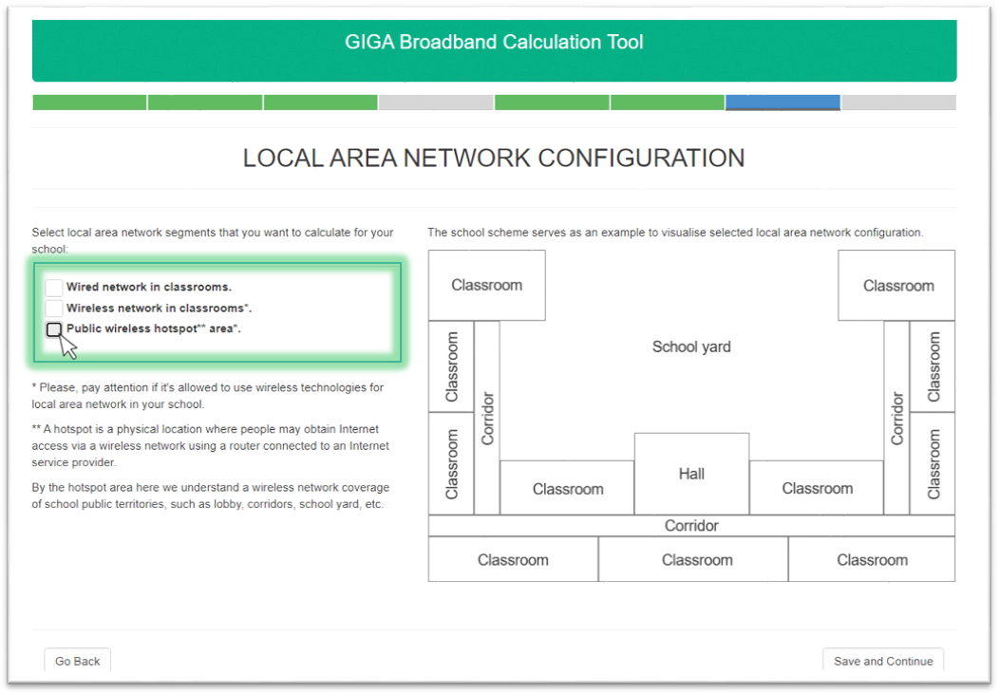 GIGA Broadband Calculation Tool
LOCAL AREA NETWORK CONFIGURATION
Select local area network segments that you want to calculate for your
school:
Wired network in classrooms.
Wireless network in classrooms*.
Public wireless hotspot** area*.
* Please, pay attention if it's allowed to use wireless technologies for
local area network in your school.
** A hotspot is a physical location where people may obtain Internet
access via a wireless network using a router connected to an Internet
service provider.
By the hotspot area here we understand a wireless network coverage
of school public territories, such as lobby, corridors, school yard, etc.
The school scheme serves as an example to visualise selected local area network configuration.
Classroom
Classroom
School yard
Classroom
Corridor
Corridor
Classroom
Classroom
Classroom
Classroom
Hall
Classroom
Corridor
Classroom
Classroom
Classroom
Go Back
Save and Continue